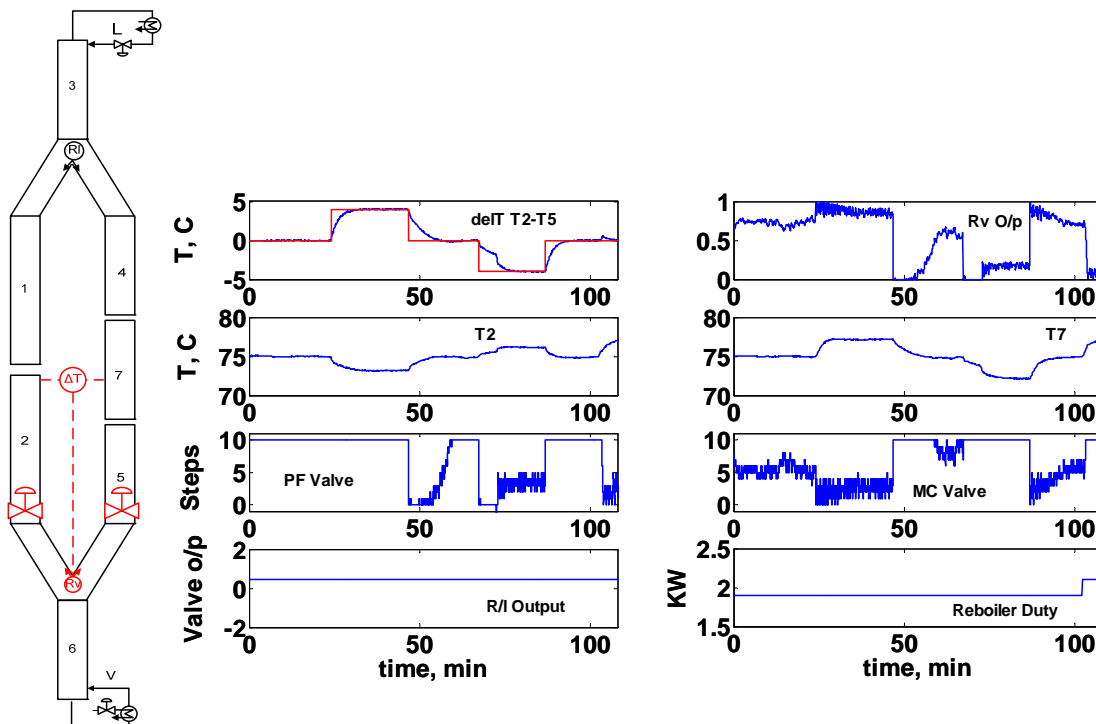 L
3
Rl
1
4
ΔT
7
2
5
Rv
6
V
T, C
5
0
-5
delT T2-T5
0
50
100
1
0.5
0
Rv O/p
0
50
100
T, C
80
75
70
T2
0
50
100
80
75
70
T7
0
50
100
Steps
10
5
0
PF Valve
0
50
100
10
5
0
MC Valve
0
50
100
Valve o/p
2
0
-2
R/I Output
0
50
100
time, min
KW
2.5
2
1.5
Reboiler Duty
0
50
100
time, min